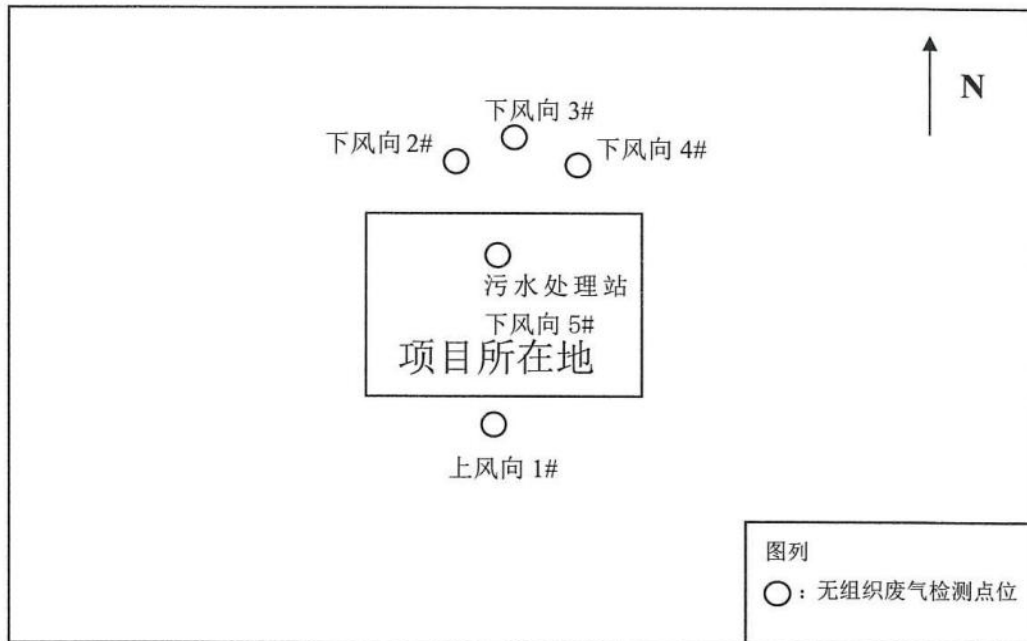 N
下风向 3#
下风向 2#
下风向 4#
污水处理站
下风向 5#
项目所在地
上风向 1#
图列
○：无组织废气检测点位